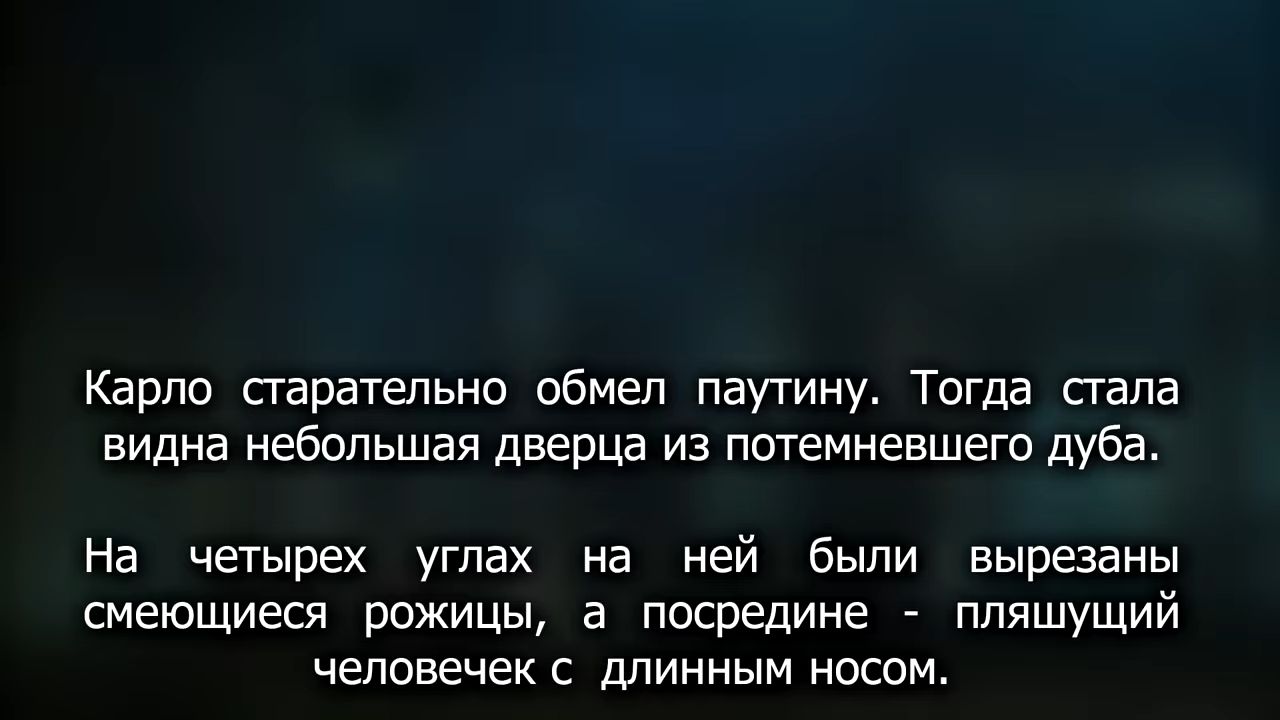 Карло старательно обмел паутину. Тогда стала
видна небольшая дверца из потемневшего дуба.
На четырех углах на ней были вырезаны
смеющиеся рожицы, а посредине - пляшущий
человечек с длинным носом.